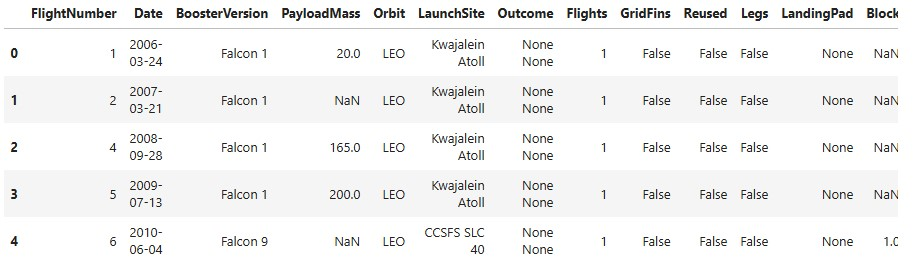 FlightNumber Date BoosterVersion PayloadMass Orbit LaunchSite Outcome Flights GridFins Reused Legs LandingPad Block
0 1 2006-03-24 Falcon 1 20.0 LEO Kwajalein Atoll None None 1 False False False None NaN
1 2 2007-03-21 Falcon 1 NaN LEO Kwajalein Atoll None None 1 False False False None NaN
2 4 2008-09-28 Falcon 1 165.0 LEO Kwajalein Atoll None None 1 False False False None NaN
3 5 2009-07-13 Falcon 1 200.0 LEO Kwajalein Atoll None None 1 False False False None NaN
4 6 2010-06-04 Falcon 9 NaN LEO CCSFS SLC 40 None None 1 False False False None 1.0